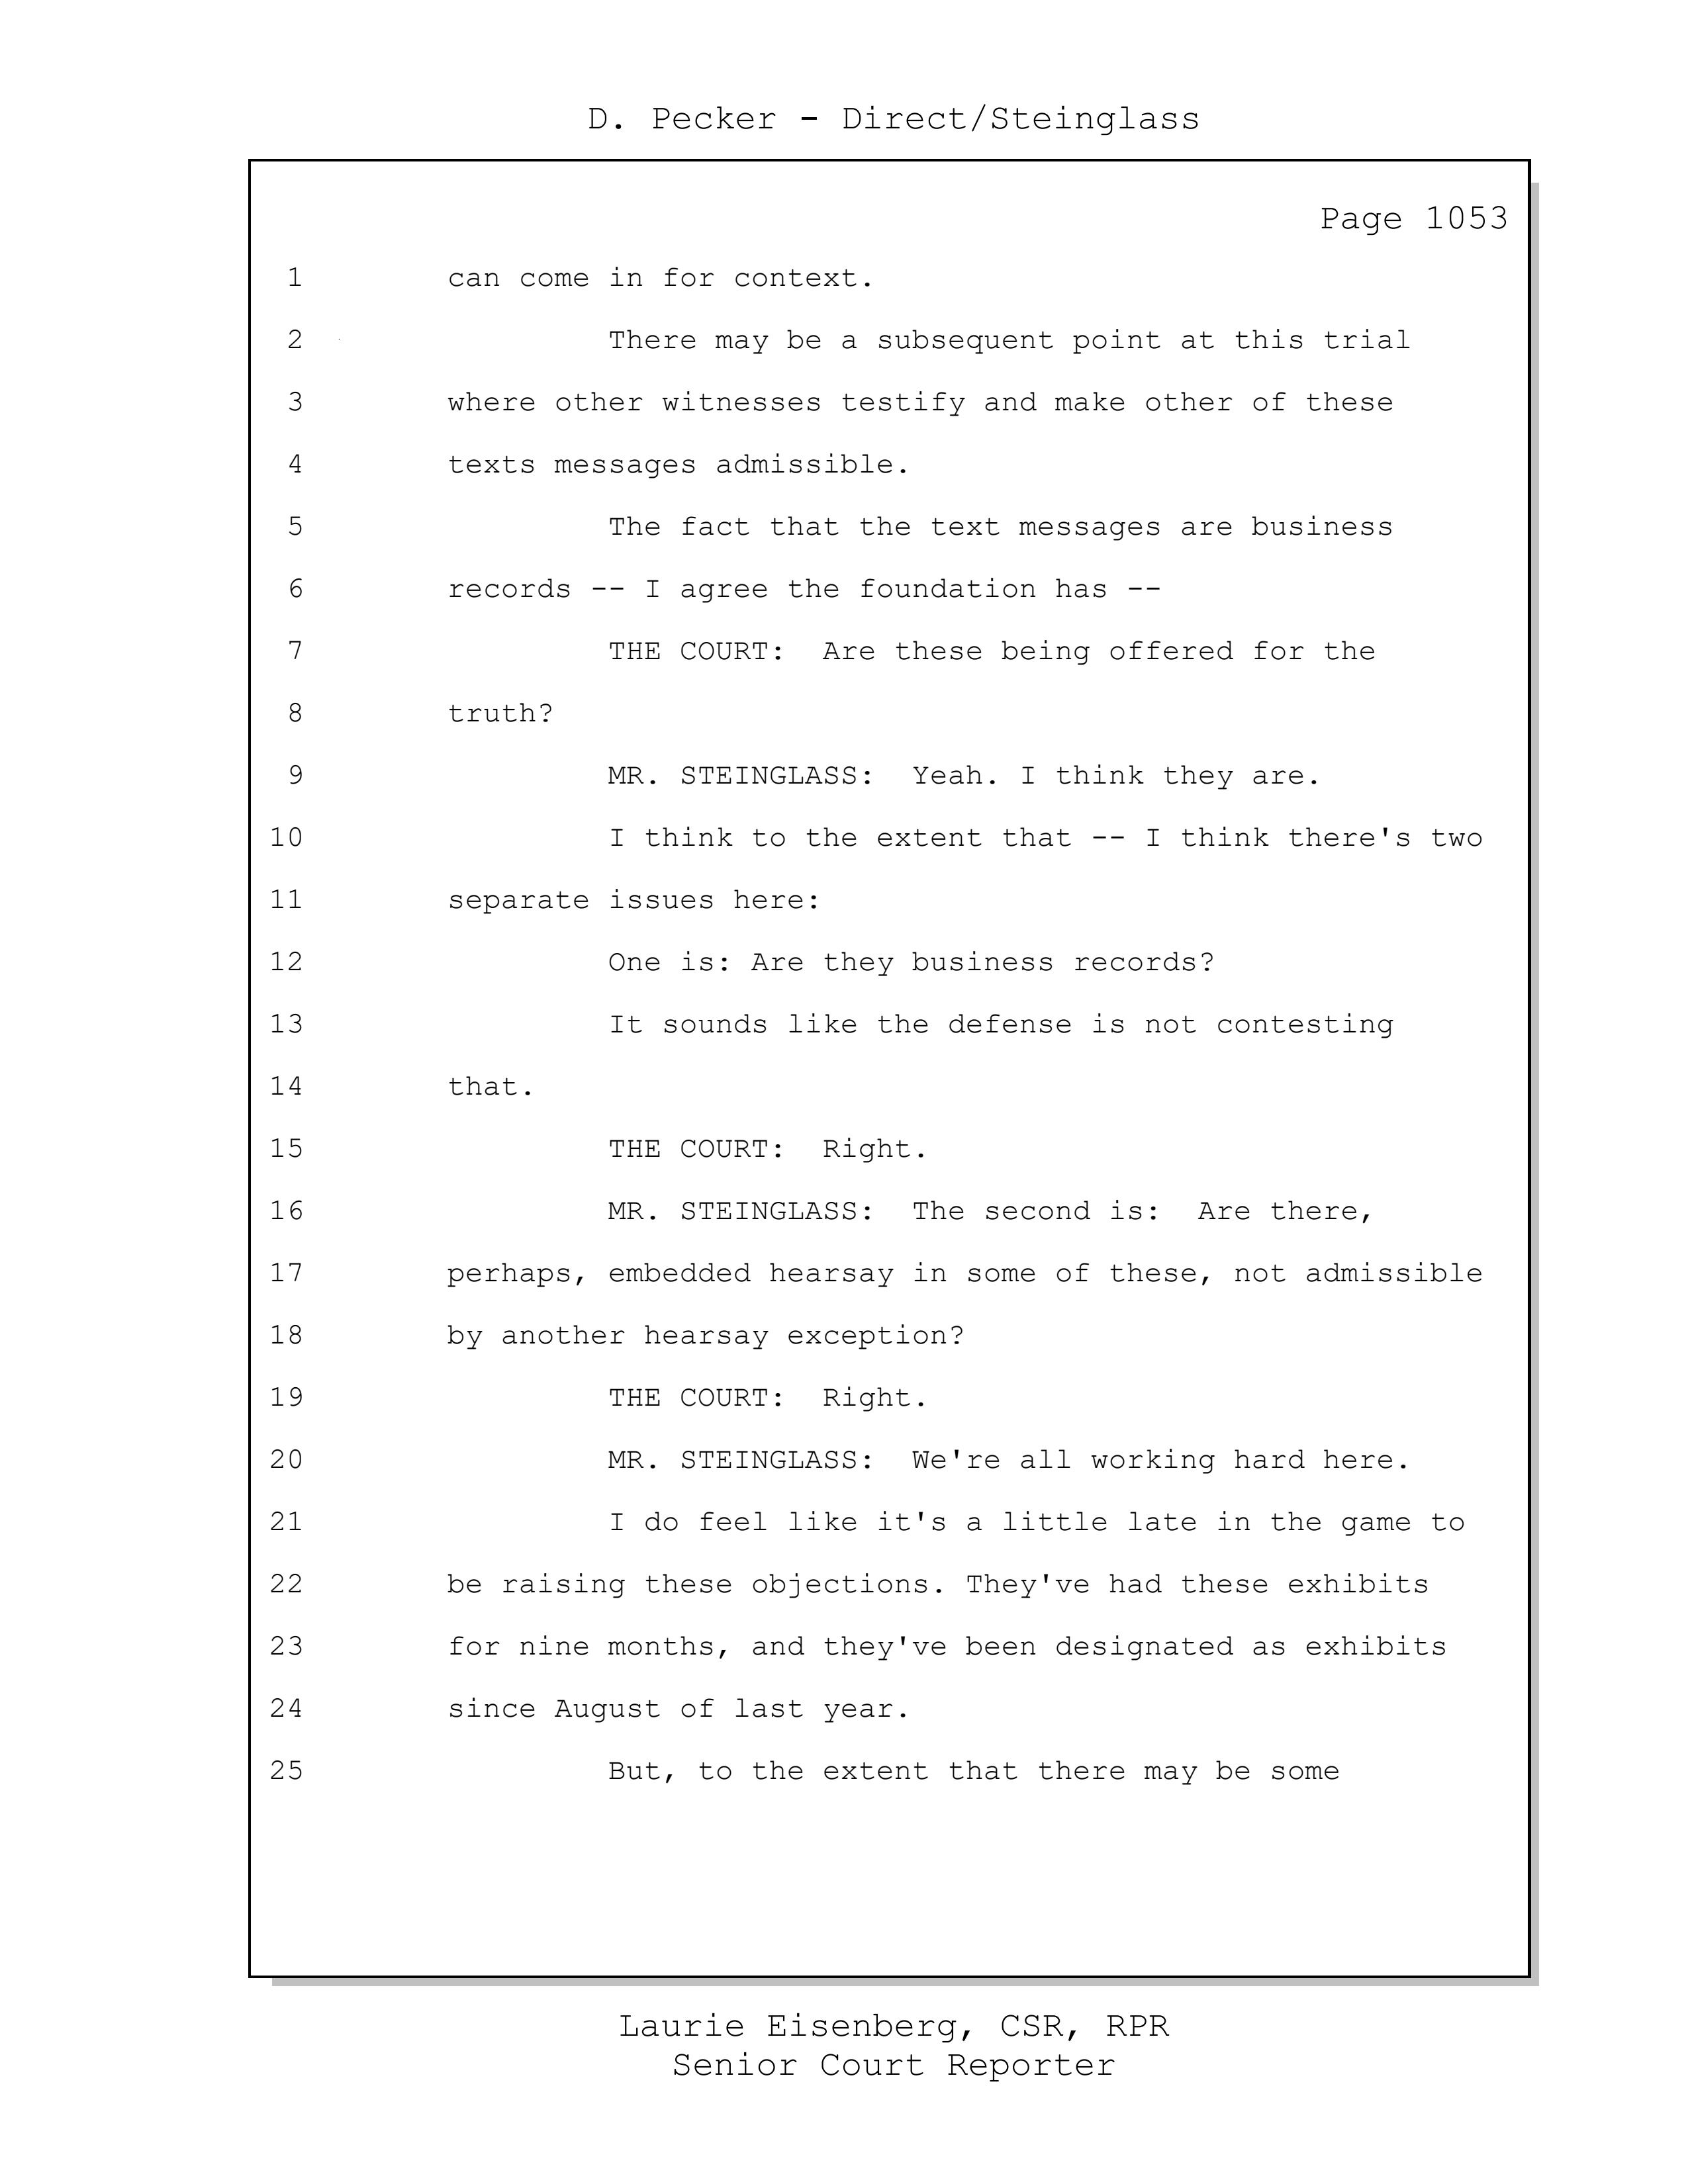 D. Pecker - Direct/Steinglass
Page 1053
1 can come in for context.
2 There may be a subsequent point at this trial
3 where other witnesses testify and make other of these
4 texts messages admissible.
5 The fact that the text messages are business
6 records -- I agree the foundation has --
7 THE COURT: Are these being offered for the
8 truth?
9 MR. STEINGLASS: Yeah. I think they are.
10 I think to the extent that -- I think there's two
11 separate issues here:
12 One is: Are they business records?
13 It sounds like the defense is not contesting
14 that.
15 THE COURT: Right.
16 MR. STEINGLASS: The second is: Are there,
17 perhaps, embedded hearsay in some of these, not admissible
18 by another hearsay exception?
19 THE COURT: Right.
20 MR. STEINGLASS: We're all working hard here.
21 I do feel like it's a little late in the game to
22 be raising these objections. They've had these exhibits
23 for nine months, and they've been designated as exhibits
24 since August of last year.
25 But, to the extent that there may be some
Laurie Eisenberg, CSR, RPR
Senior Court Reporter